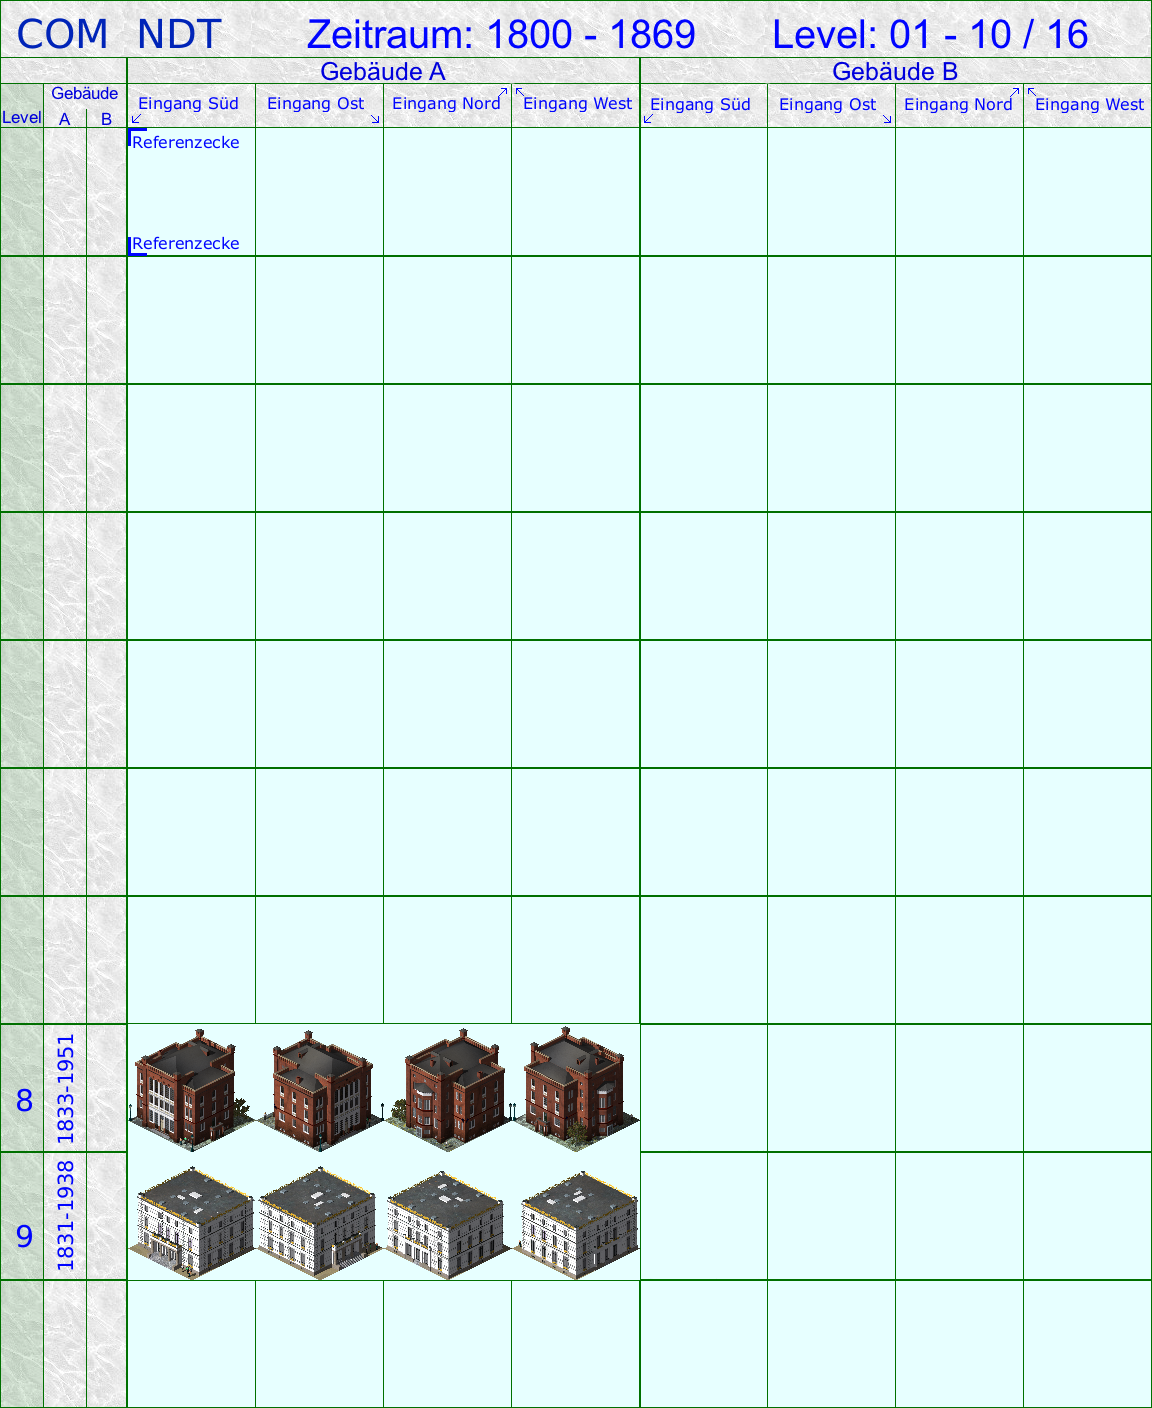 COM NDT Zeitraum: 1800 - 1869 Level: 01 - 10 / 16
Gebäude A Gebäude B
Level Gebäude A B Eingang Süd Eingang Ost Eingang Nord Eingang West Eingang Süd Eingang Ost Eingang Nord Eingang West
Referenzecke
Referenzecke
8 1833-1951
9 1831-1938